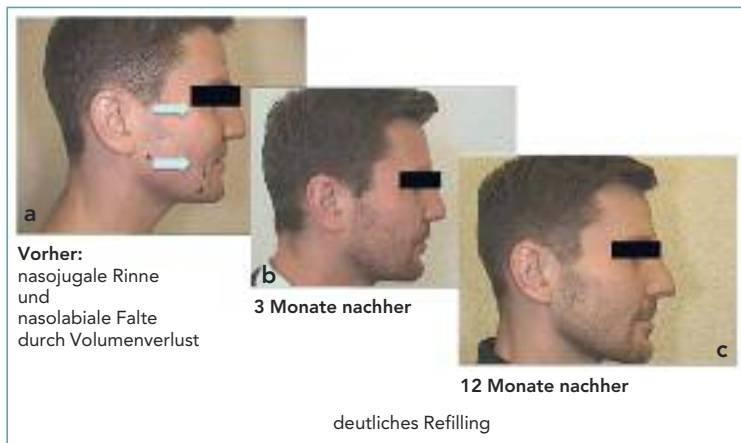 a
Vorher:
nasojugale Rinne
und
nasolabiale Falte
durch Volumenverlust
b
3 Monate nachher
c
12 Monate nachher
deutliches Refilling